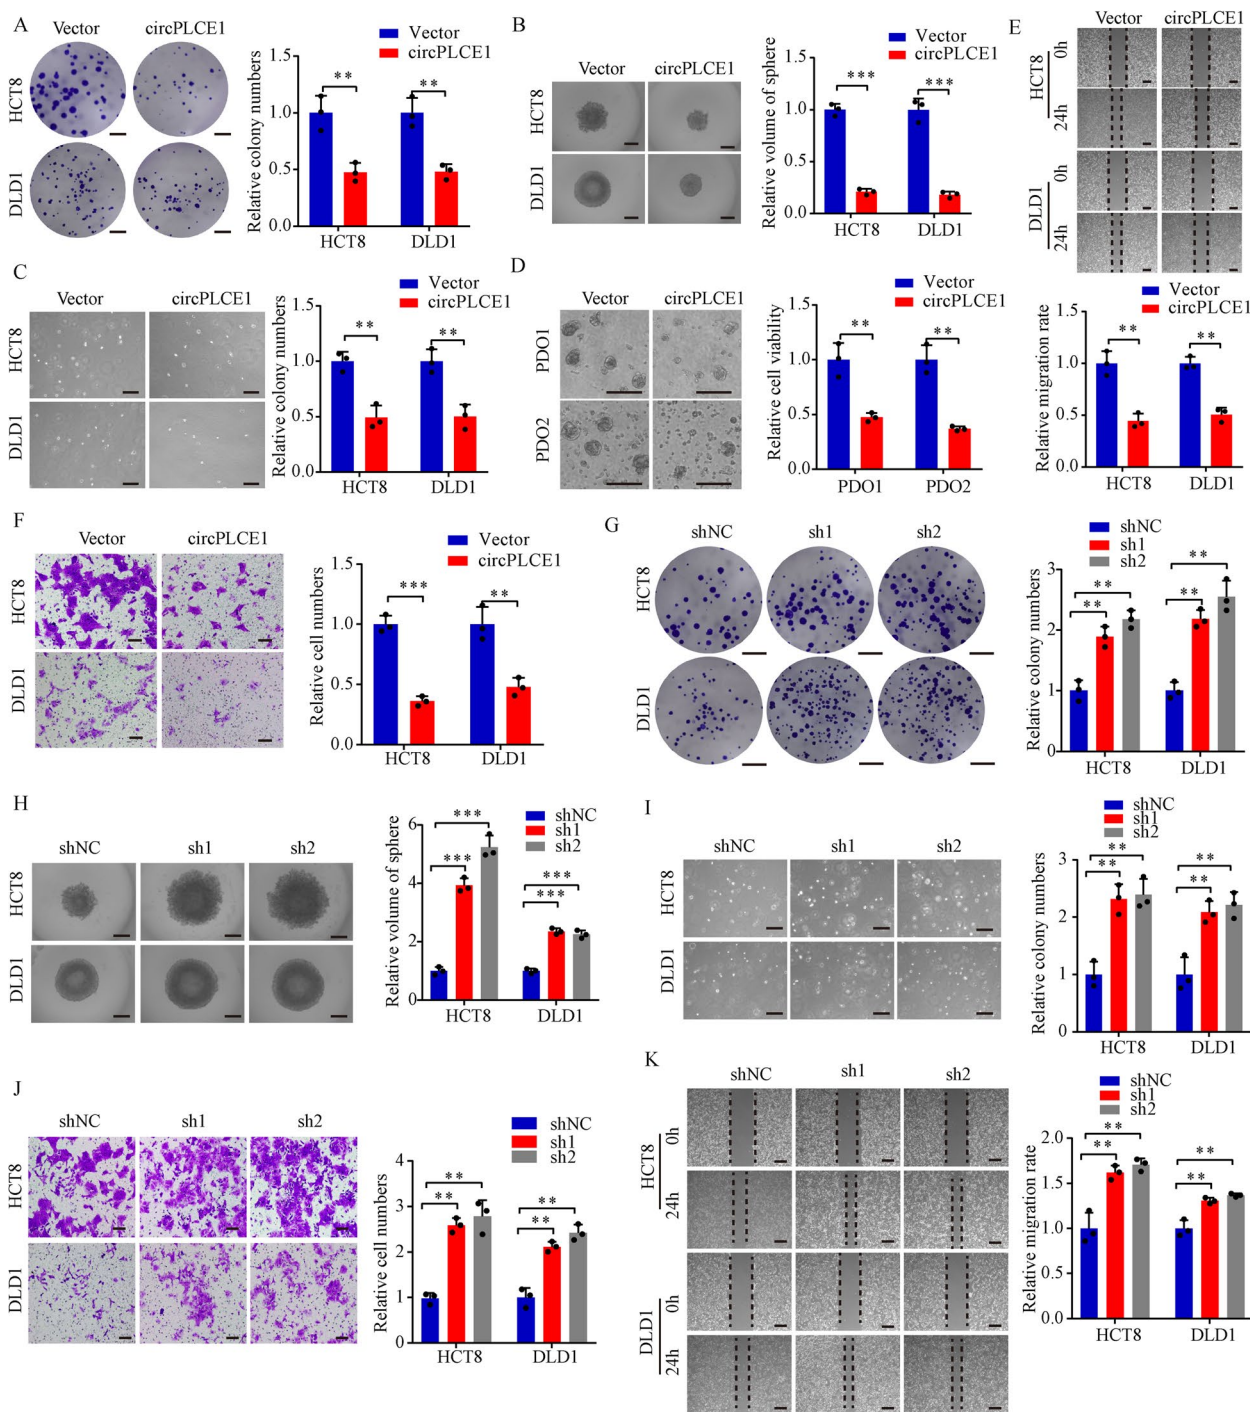 A
Vector circPLCE1
HCT8
DLD1
Vector
circPLCE1
Relative colony numbers
1.5
1.0
0.5
0.0
** **
HCT8 DLD1
B
Vector circPLCE1
HCT8
DLD1
Vector
circPLCE1
Relative volume of sphere
1.5
1.0
0.5
0.0
*** ***
HCT8 DLD1
E
Vector circPLCE1
HCT8
0h
24h
DLD1
0h
24h
Vector
circPLCE1
Relative migration rate
1.5
1.0
0.5
0.0
** **
HCT8 DLD1
C
Vector circPLCE1
HCT8
DLD1
Vector
circPLCE1
Relative colony numbers
1.5
1.0
0.5
0.0
** **
HCT8 DLD1
D
Vector circPLCE1
PDO1
PDO2
Vector
circPLCE1
Relative cell viability
1.5
1.0
0.5
0.0
** **
PDO1 PDO2
F
Vector circPLCE1
HCT8
DLD1
Vector
circPLCE1
Relative cell numbers
1.5
1.0
0.5
0.0
*** **
HCT8 DLD1
G
shNC sh1 sh2
HCT8
DLD1
shNC
sh1
sh2
Relative colony numbers
3
2
1
0
** **
** **
HCT8 DLD1
H
shNC sh1 sh2
HCT8
DLD1
shNC
sh1
sh2
Relative volume of sphere
6
4
2
0
*** ***
*** ***
HCT8 DLD1
I
shNC sh1 sh2
HCT8
DLD1
shNC
sh1
sh2
Relative colony numbers
3
2
1
0
** **
** **
HCT8 DLD1
J
shNC sh1 sh2
HCT8
DLD1
shNC
sh1
sh2
Relative cell numbers
4
3
2
1
0
** **
** **
HCT8 DLD1
K
shNC sh1 sh2
HCT8
0h
24h
DLD1
0h
24h
shNC
sh1
sh2
Relative migration rate
2.0
1.5
1.0
0.5
0.0
** **
** **
HCT8 DLD1